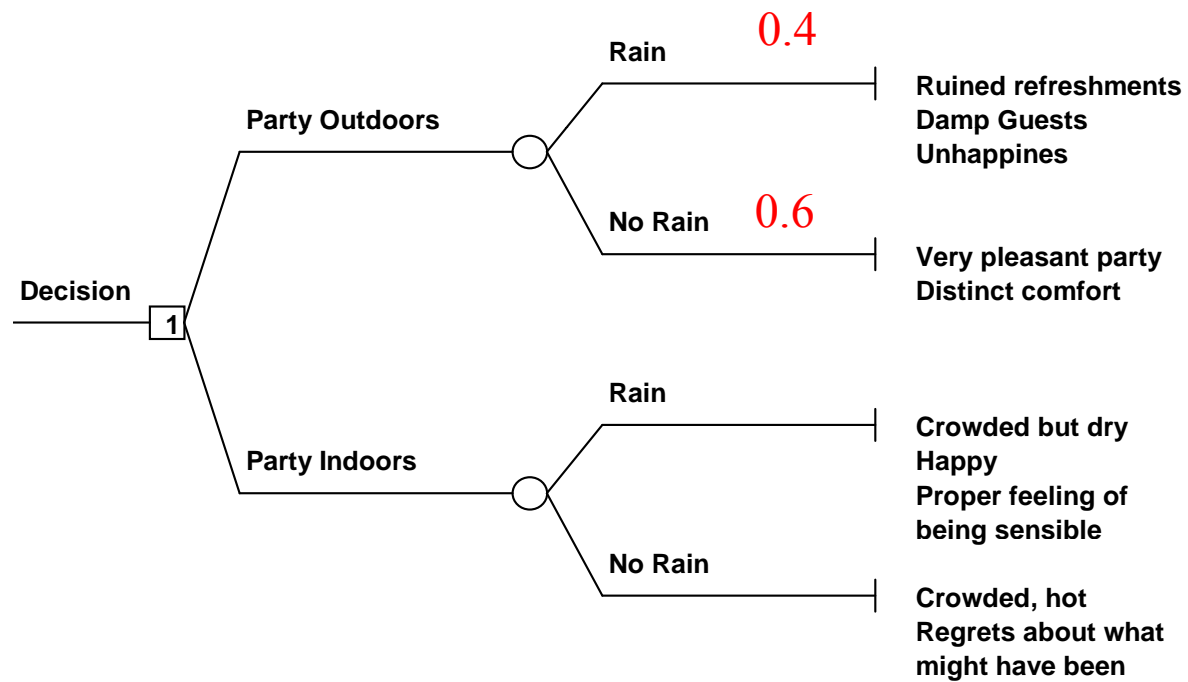 Rain
0.4
Ruined refreshments
Damp Guests
Unhappines
Party Outdoors
No Rain
0.6
Very pleasant party
Distinct comfort
Decision
1
Rain
Crowded but dry
Happy
Proper feeling of
being sensible
Party Indoors
No Rain
Crowded, hot
Regrets about what
might have been